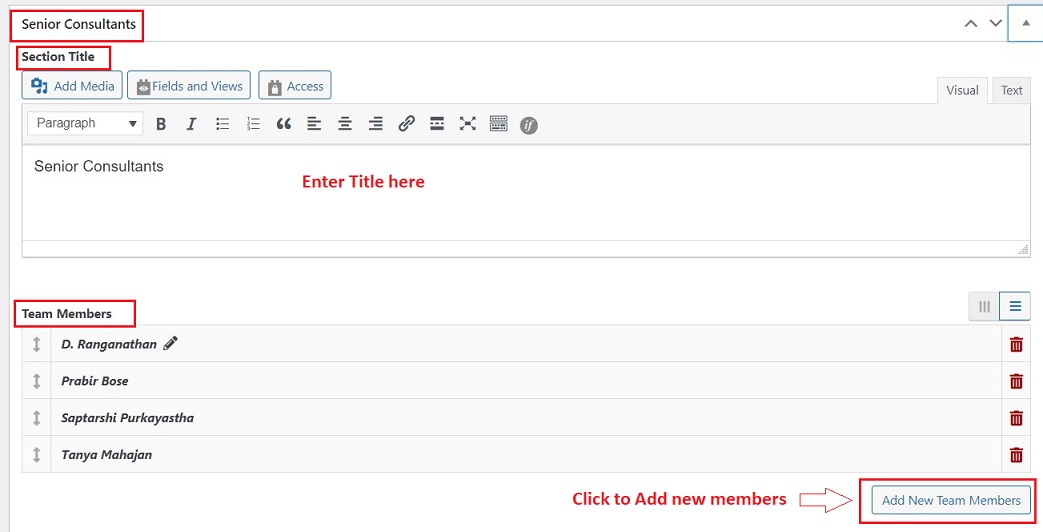 Senior Consultants
Section Title
Add Media Fields and Views Access
Visual Text
Paragraph B I if
Senior Consultants
Enter Title here
Team Members
D. Ranganathan
Prabir Bose
Saptarshi Purkayastha
Tanya Mahajan
Click to Add new members Add New Team Members